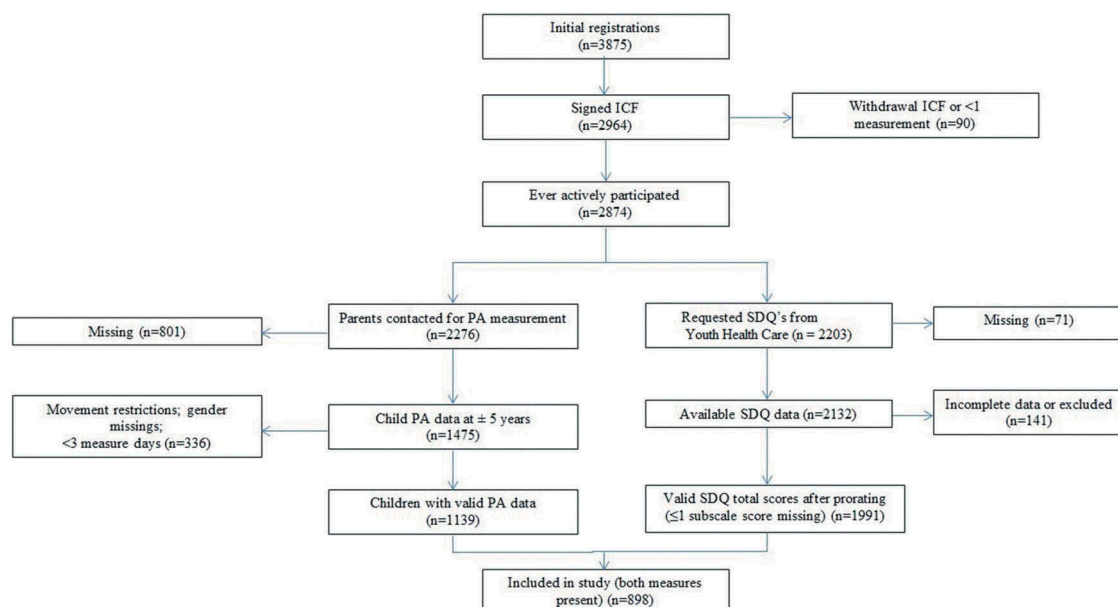 Initial registrations
(n=3875)
Signed ICF
(n=2964)
Withdrawal ICF or <1
measurement (n=90)
Ever actively participated
(n=2874)
Missing (n=801)
Parents contacted for PA measurement
(n=2276)
Requested SDQ's from
Youth Health Care (n = 2203)
Missing (n=71)
Movement restrictions; gender
missings;
<3 measure days (n=336)
Child PA data at ± 5 years
(n=1475)
Available SDQ data (n=2132)
Incomplete data or excluded
(n=141)
Children with valid PA data
(n=1139)
Valid SDQ total scores after prorating
(≤1 subscale score missing) (n=1991)
Included in study (both measures
present) (n=898)